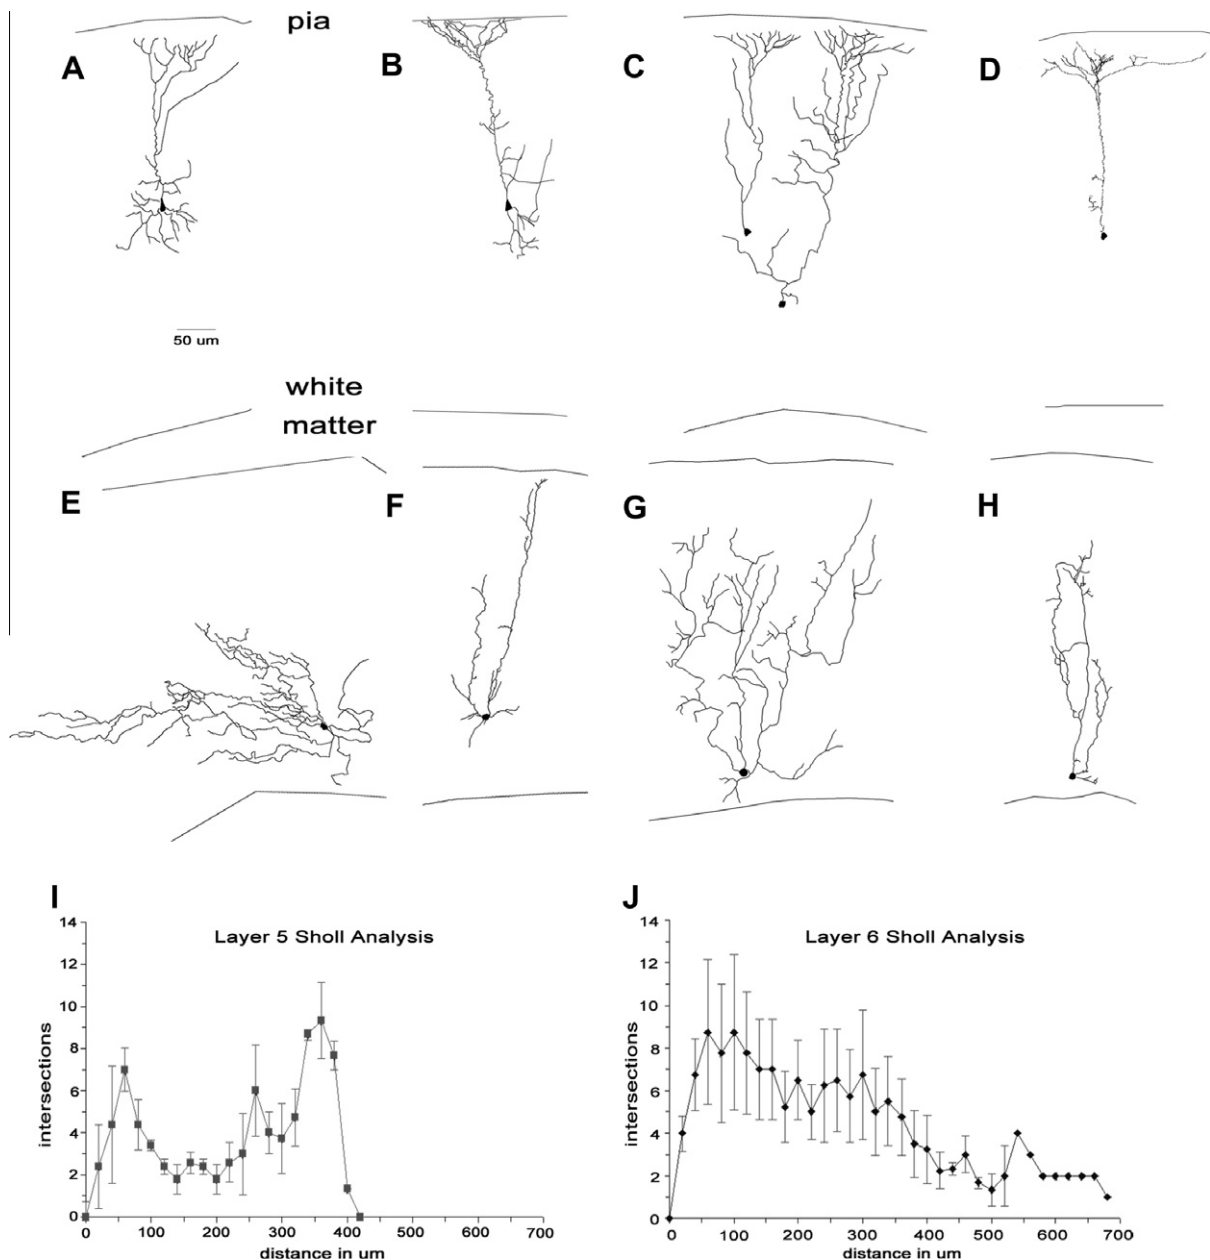 pia
A
B
C
D
50 um
white
matter
E
F
G
H
I
Layer 5 Sholl Analysis
14
12
10
8
6
4
2
0
intersections
0 100 200 300 400 500 600 700
distance in um
J
Layer 6 Sholl Analysis
14
12
10
8
6
4
2
0
intersections
0 100 200 300 400 500 600 700
distance in um